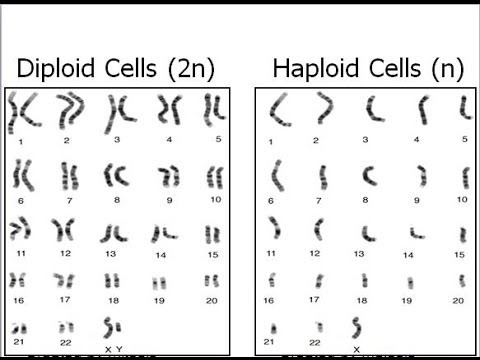 Diploid Cells (2n)
1 2 3 4 5
6 7 8 9 10
11 12 13 14 15
16 17 18 19 20
21 22 X Y
Haploid Cells (n)
1 2 3 4 5
6 7 8 9 10
11 12 13 14 15
16 17 18 19 20
21 22 X